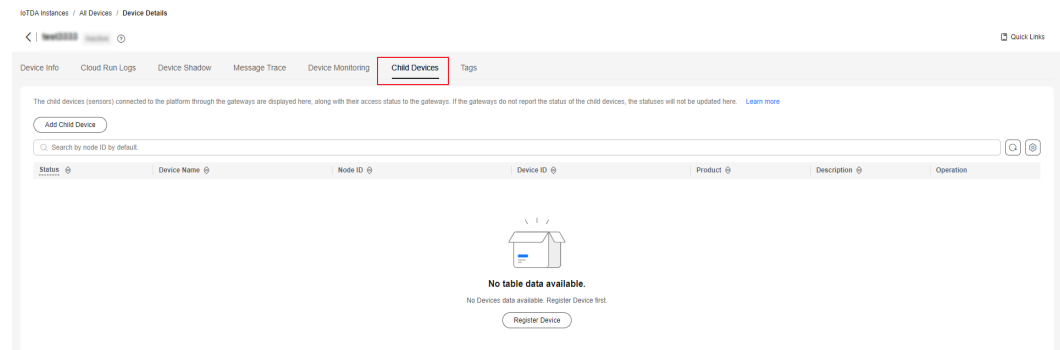 IoTDA Instances / All Devices / Device Details
Quick Links
Device Info Cloud Run Logs Device Shadow Message Trace Device Monitoring Child Devices Tags
The child devices (sensors) connected to the platform through the gateways are displayed here, along with their access status to the gateways. If the gateways do not report the status of the child devices, the statuses will not be updated here. Learn more
Add Child Device
Search by node ID by default.
Status Device Name Node ID Device ID Product Description Operation
No table data available.
No Devices data available. Register Device first.
Register Device